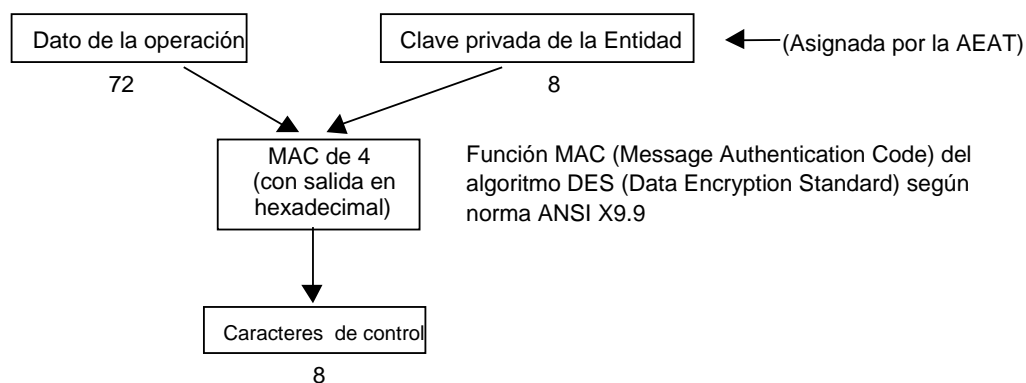 Dato de la operación
Clave privada de la Entidad
(Asignada por la AEAT)
72
8
MAC de 4
(con salida en
hexadecimal)
Función MAC (Message Authentication Code) del
algoritmo DES (Data Encryption Standard) según
norma ANSI X9.9
Caracteres de control
8